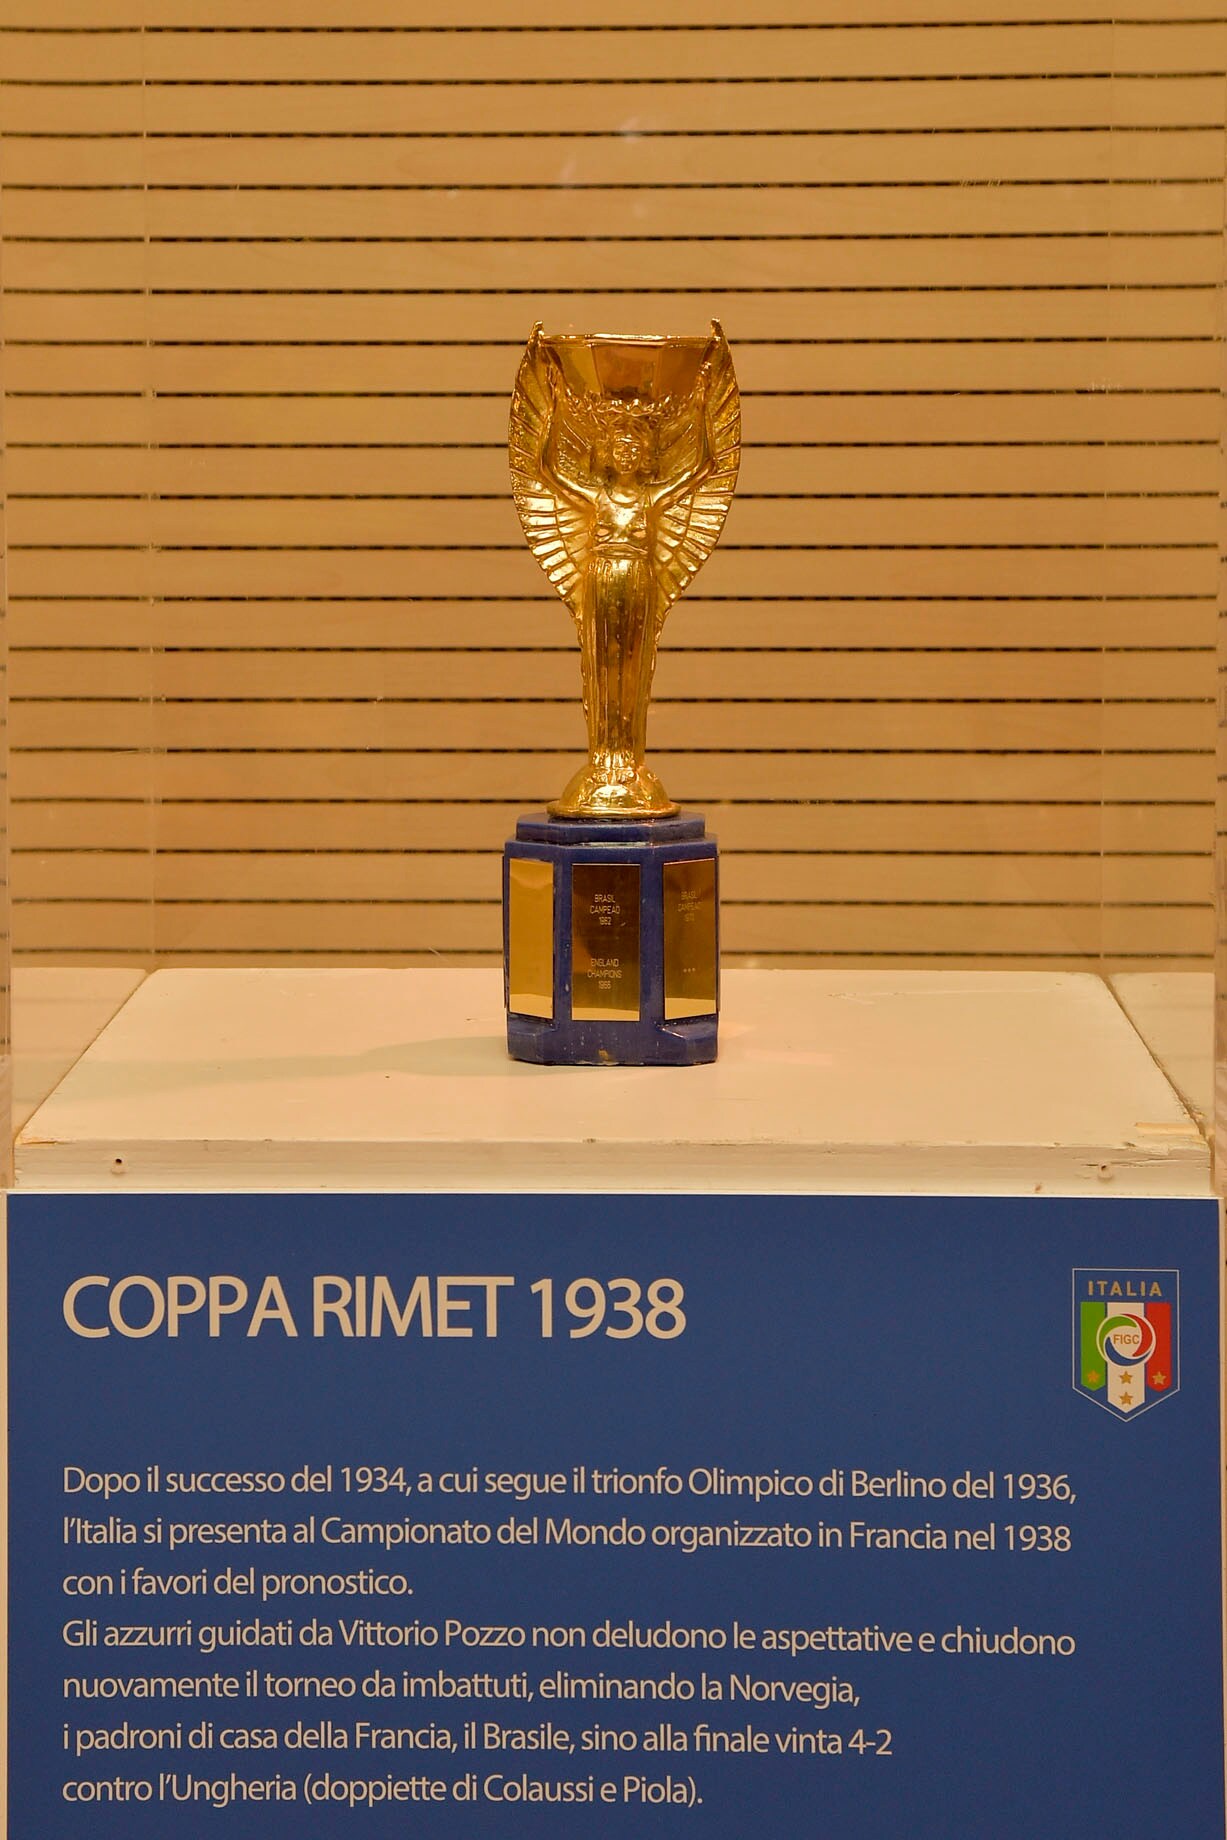 BRASIL
CAMPEAO
1962
ENGLAND
CHAMPIONS
1966
BRASIL
CAMPEAO
1970
COPPA RIMET 1938
ITALIA
FIGC
Dopo il successo del 1934, a cui segue il trionfo Olimpico di Berlino del 1936,
l'Italia si presenta al Campionato del Mondo organizzato in Francia nel 1938
con i favori del pronostico.
Gli azzurri guidati da Vittorio Pozzo non deludono le aspettative e chiudono
nuovamente il torneo da imbattuti, eliminando la Norvegia,
i padroni di casa della Francia, il Brasile, sino alla finale vinta 4-2
contro l'Ungheria (doppiette di Colaussi e Piola).